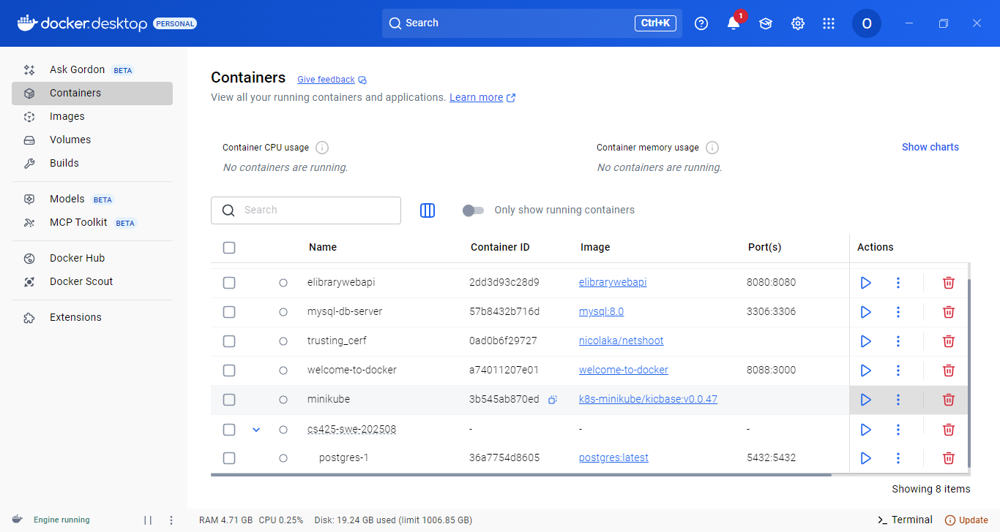 docker.desktop PERSONAL Search Ctrl+K 1 O
Ask Gordon BETA
Containers
Images
Volumes
Builds
Models BETA
MCP Toolkit BETA
Docker Hub
Docker Scout
Extensions
Containers Give feedback
View all your running containers and applications. Learn more
Container CPU usage Container memory usage Show charts
No containers are running. No containers are running.
Search Only show running containers
Name Container ID Image Port(s) Actions
elibrarywebapi 2dd3d93c28d9 elibrarywebapi 8080:8080
mysql-db-server 57b8432b716d mysql:8.0 3306:3306
trusting_cerf 0ad0b6f29727 nicolaka/netshoot
welcome-to-docker a74011207e01 welcome-to-docker 8088:3000
minikube 3b545ab870ed k8s-minikube/kicbase:v0.0.47
cs425-swe-202508 - - -
postgres-1 36a7754d8605 postgres:latest 5432:5432
Showing 8 items
Engine running RAM 4.71 GB CPU 0.25% Disk: 19.24 GB used (limit 1006.85 GB) Terminal Update